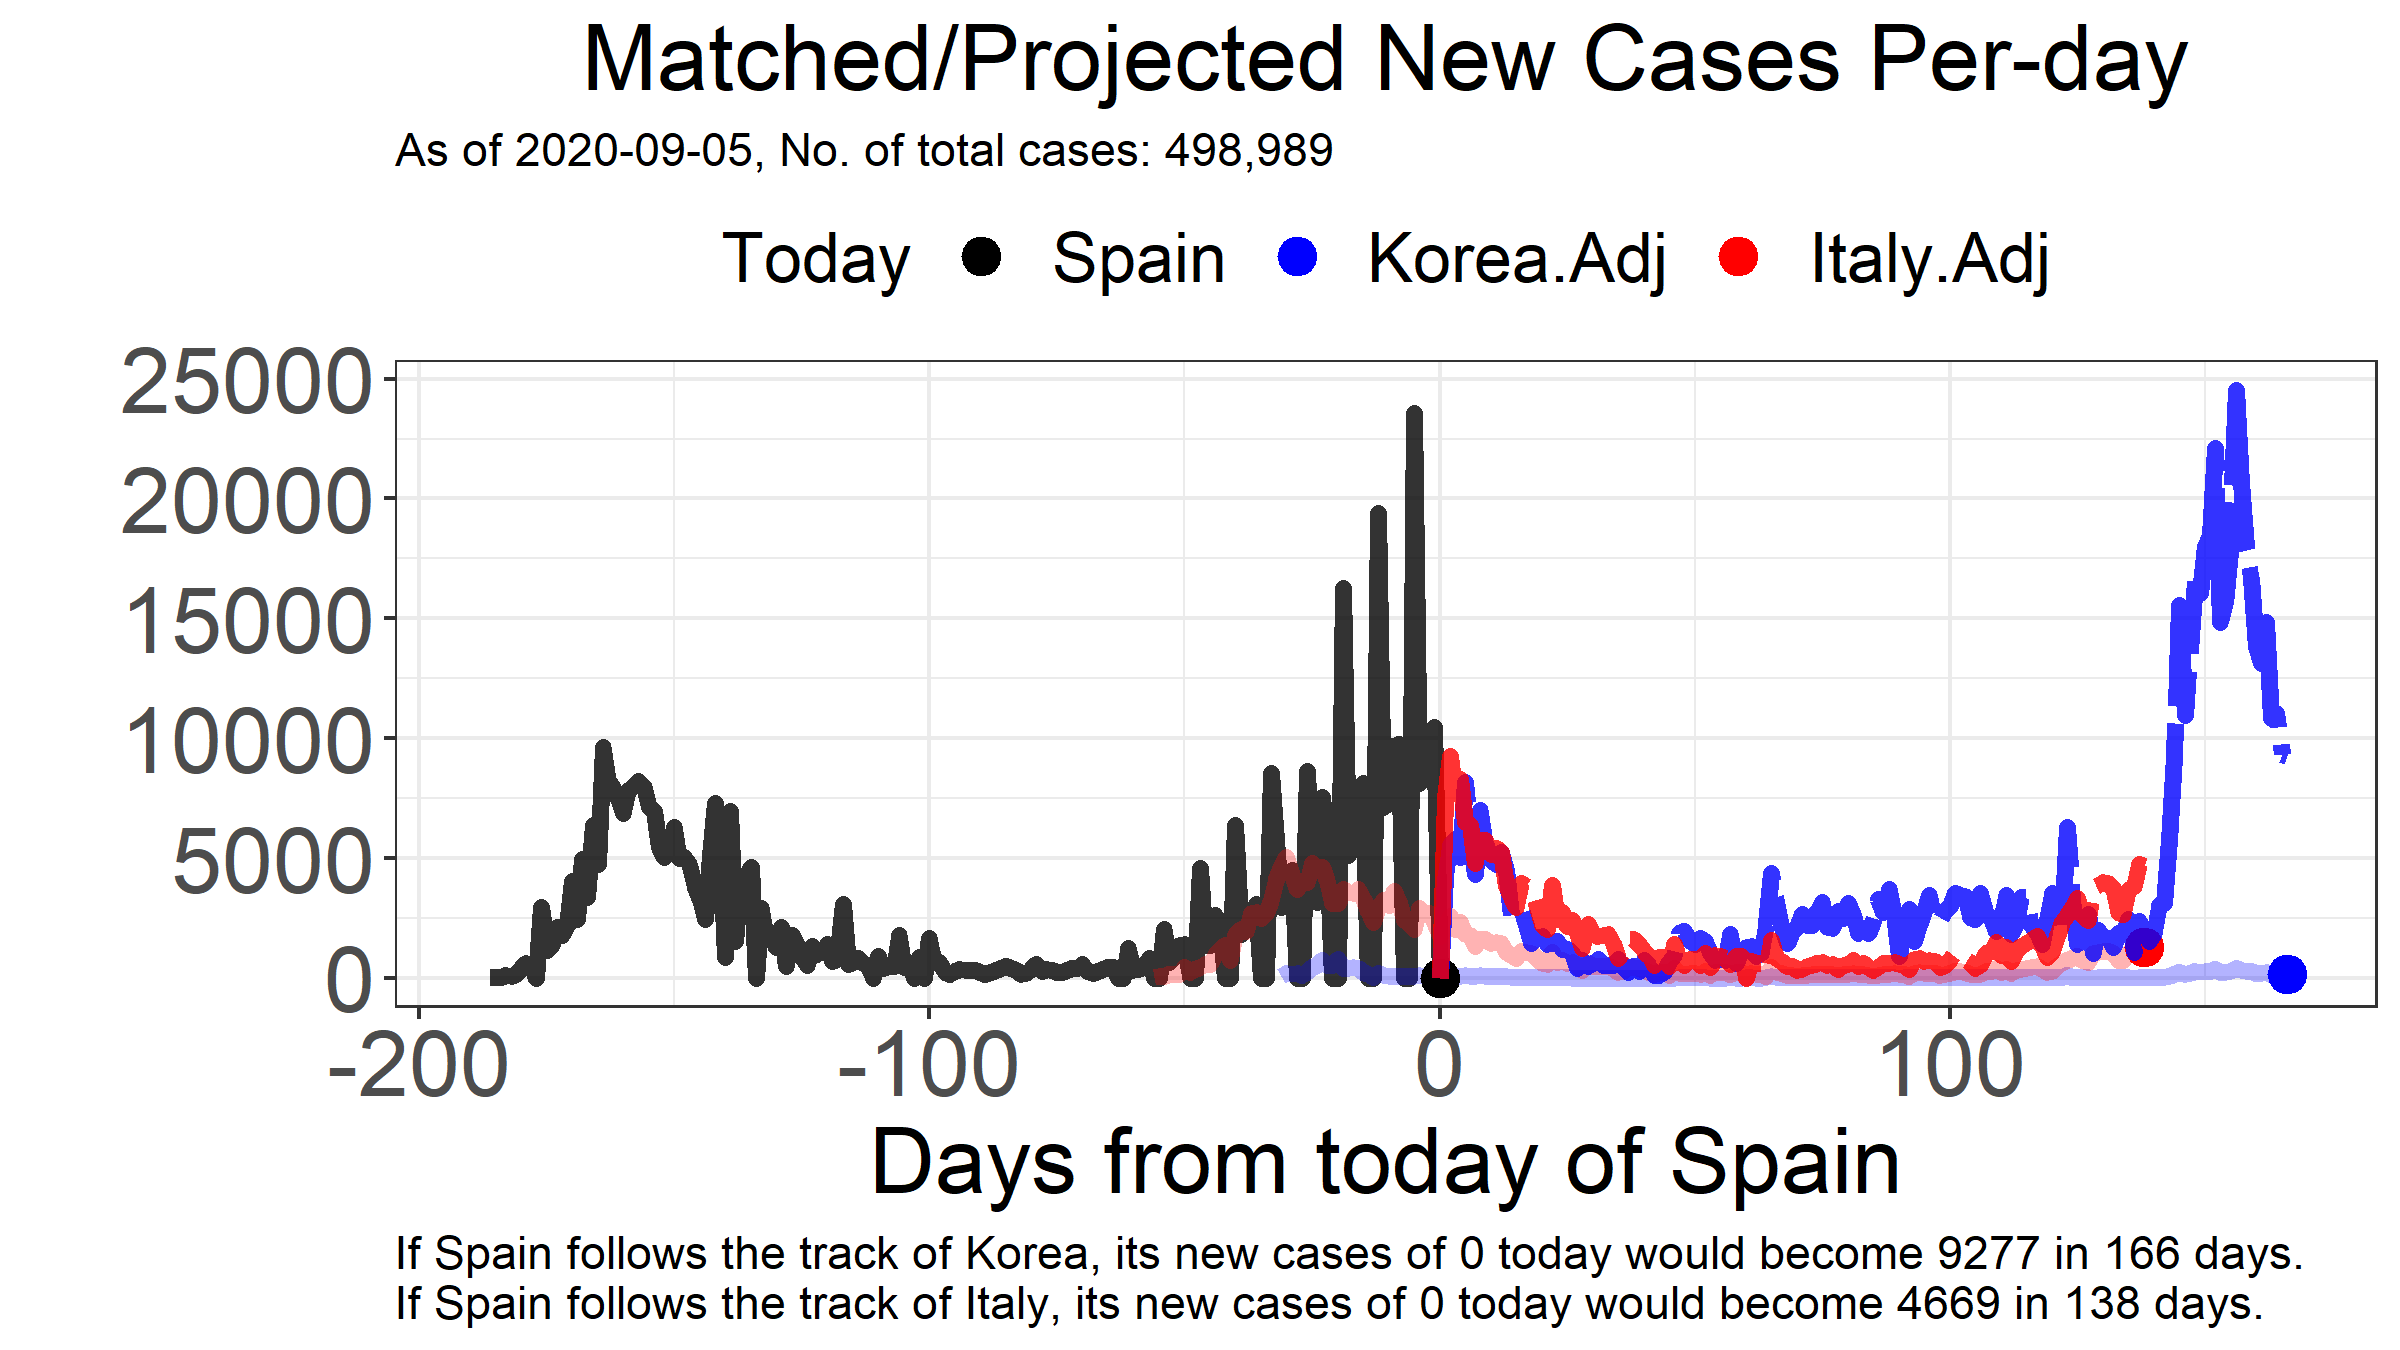 Matched/Projected New Cases Per-day
As of 2020-09-05, No. of total cases: 498,989
Today Spain Korea.Adj Italy.Adj
25000
20000
15000
10000
5000
0
-200 -100 0 100
Days from today of Spain
If Spain follows the track of Korea, its new cases of 0 today would become 9277 in 166 days.
If Spain follows the track of Italy, its new cases of 0 today would become 4669 in 138 days.